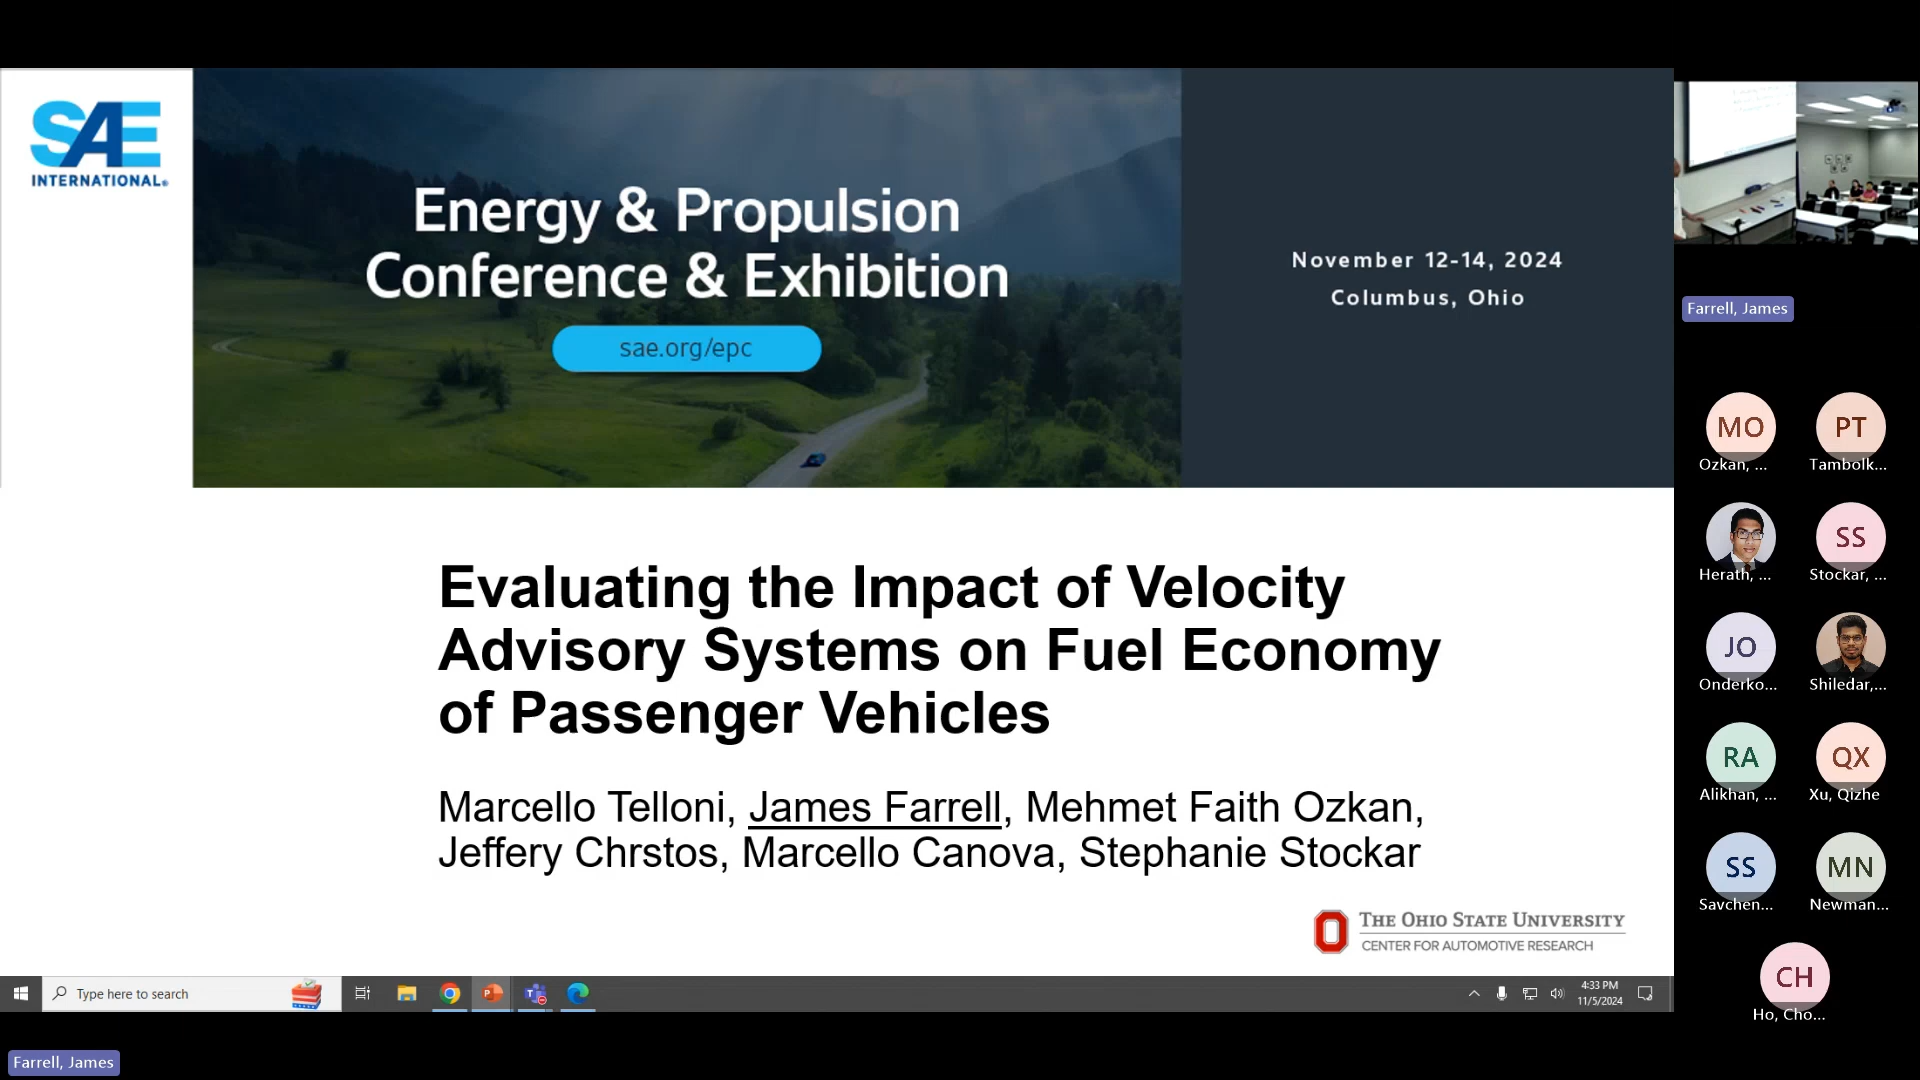 SAE
INTERNATIONAL®
Energy & Propulsion
Conference & Exhibition
sae.org/epc
November 12-14, 2024
Columbus, Ohio
Evaluating the Impact of Velocity
Advisory Systems on Fuel Economy
of Passenger Vehicles
Marcello Telloni, James Farrell, Mehmet Faith Ozkan,
Jeffery Chrstos, Marcello Canova, Stephanie Stockar
THE OHIO STATE UNIVERSITY
CENTER FOR AUTOMOTIVE RESEARCH
Type here to search
4:33 PM
11/5/2024
Farrell, James
MO
Ozkan, ...
PT
Tambolk...
Herath, ...
SS
Stockar, ...
JO
Onderko...
Shiledar,...
RA
Alikhan, ...
QX
Xu, Qizhe
SS
Savchen...
MN
Newman...
CH
Ho, Cho...
Farrell, James